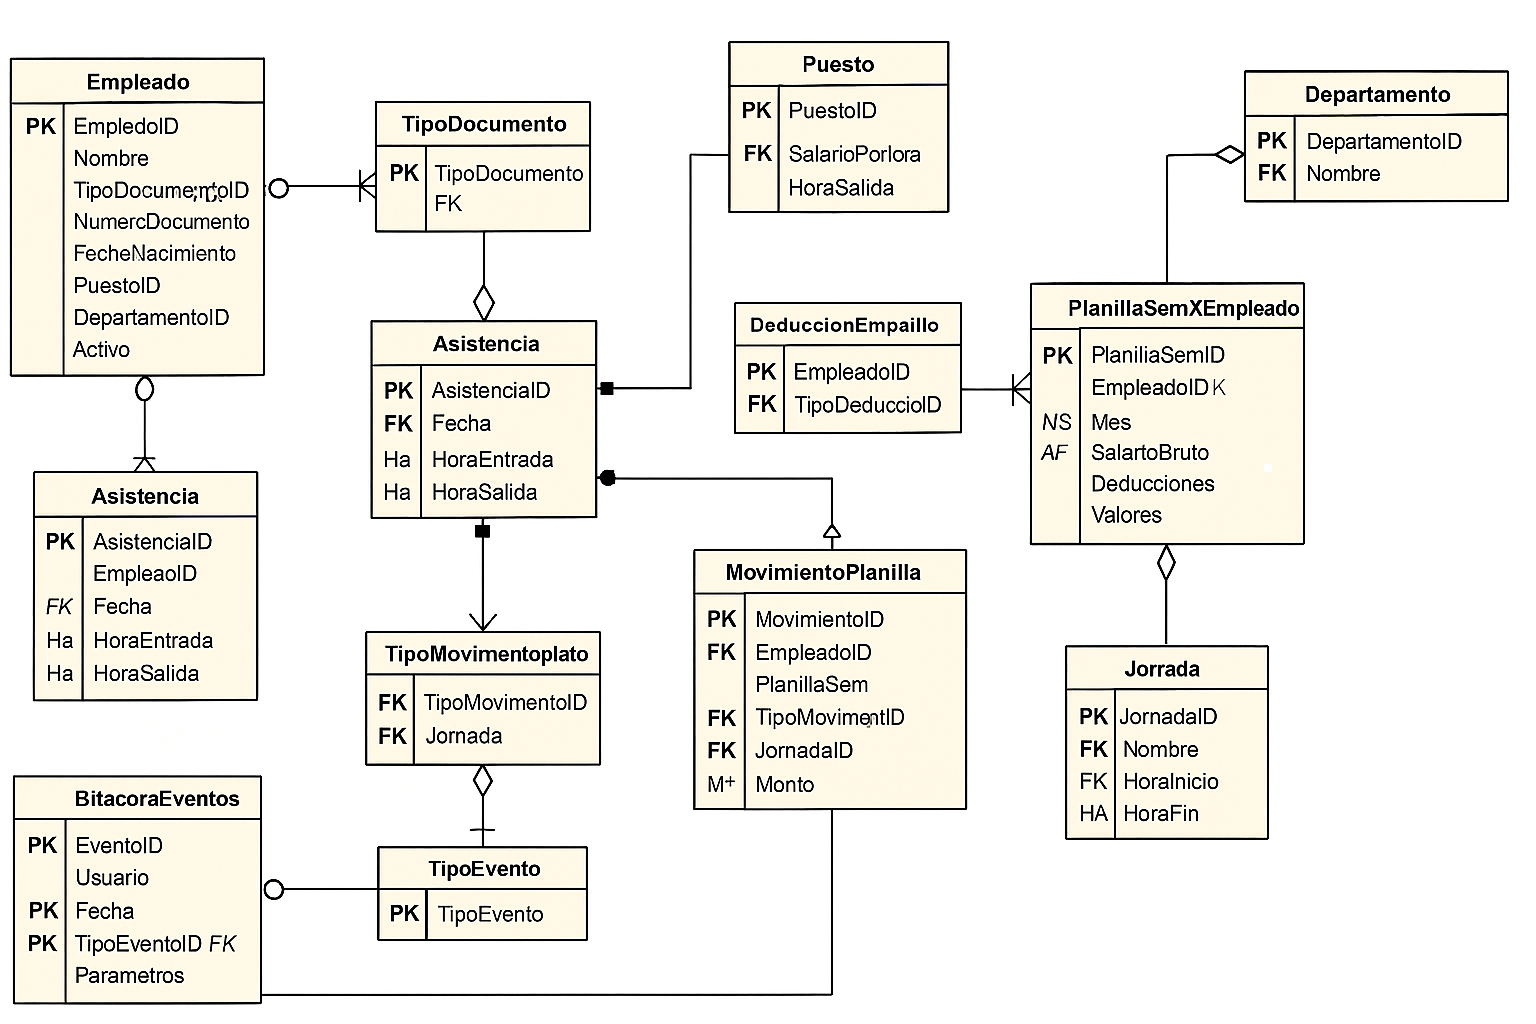 Empleado
PK EmpledoID
Nombre
TipoDocumentoID
NumercDocumento
FecheNacimiento
PuestoID
DepartamentoID
Activo
TipoDocumento
PK TipoDocumento
FK
Puesto
PK PuestoID
FK SalarioPorlora
HoraSalida
Departamento
PK DepartamentoID
FK Nombre
Asistencia
PK AsistenciaID
FK Fecha
Ha HoraEntrada
Ha HoraSalida
DeduccionEmpaillo
PK EmpleadoID
FK TipoDeduccioID
PlanillaSemXEmpleado
PK PlaniliaSemID
EmpleadoID K
NS Mes
AF SalartoBruto
Deducciones
Valores
Asistencia
PK AsistenciaID
EmpleaoID
FK Fecha
Ha HoraEntrada
Ha HoraSalida
TipoMovimentoplato
FK TipoMovimentoID
FK Jornada
MovimientoPlanilla
PK MovimientoID
FK EmpleadoID
PlanillaSem
FK TipoMovimentID
FK JornadaID
M+ Monto
Jorrada
PK JornadaID
FK Nombre
FK HoraInicio
HA HoraFin
BitacoraEventos
PK EventoID
Usuario
PK Fecha
PK TipoEventoID FK
Parametros
TipoEvento
PK TipoEvento